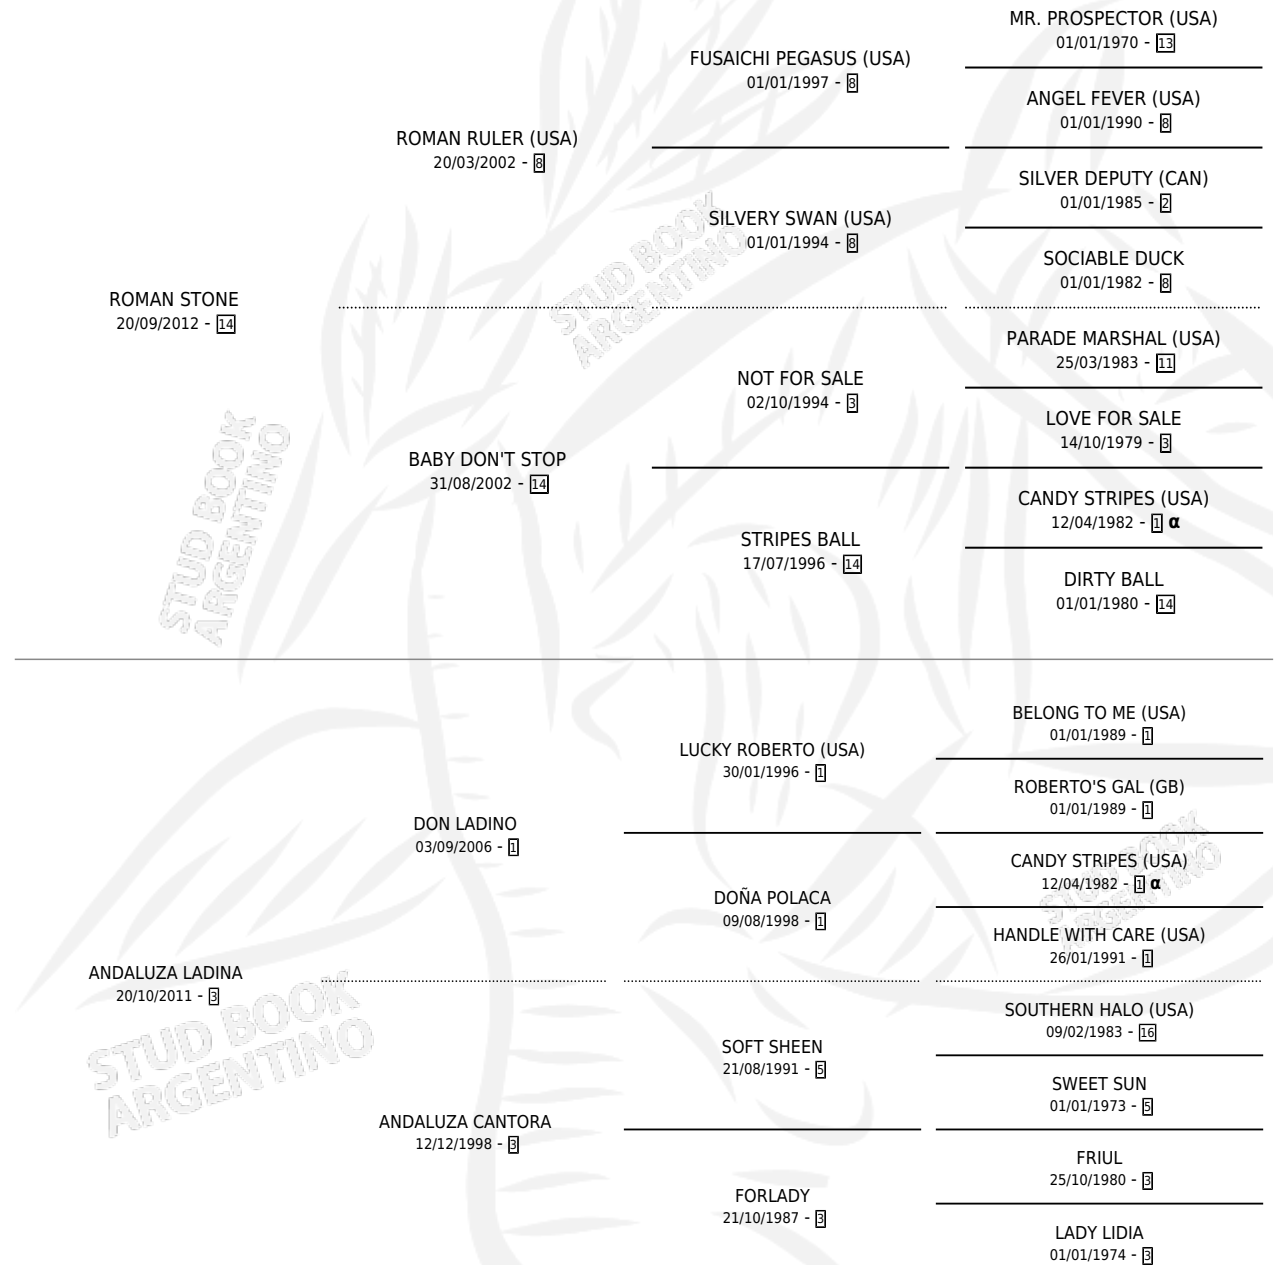 MR. PROSPECTOR (USA)
01/01/1970 - 13
FUSAICHI PEGASUS (USA)
01/01/1997 - 8
ANGEL FEVER (USA)
01/01/1990 - 8
ROMAN RULER (USA)
20/03/2002 - 8
SILVER DEPUTY (CAN)
01/01/1985 - 2
SILVERY SWAN (USA)
01/01/1994 - 8
SOCIABLE DUCK
01/01/1982 - 8
ROMAN STONE
20/09/2012 - 14
PARADE MARSHAL (USA)
25/03/1983 - 11
NOT FOR SALE
02/10/1994 - 3
LOVE FOR SALE
14/10/1979 - 3
BABY DON'T STOP
31/08/2002 - 14
CANDY STRIPES (USA)
12/04/1982 - 1 α
STRIPES BALL
17/07/1996 - 14
DIRTY BALL
01/01/1980 - 14
BELONG TO ME (USA)
01/01/1989 - 1
LUCKY ROBERTO (USA)
30/01/1996 - 1
ROBERTO'S GAL (GB)
01/01/1989 - 1
DON LADINO
03/09/2006 - 1
CANDY STRIPES (USA)
12/04/1982 - 1 α
DOÑA POLACA
09/08/1998 - 1
HANDLE WITH CARE (USA)
26/01/1991 - 1
ANDALUZA LADINA
20/10/2011 - 3
SOUTHERN HALO (USA)
09/02/1983 - 16
SOFT SHEEN
21/08/1991 - 5
SWEET SUN
01/01/1973 - 5
ANDALUZA CANTORA
12/12/1998 - 3
FRIUL
25/10/1980 - 3
FORLADY
21/10/1987 - 3
LADY LIDIA
01/01/1974 - 3
STUD BOOK
ARGENTINO
STUD BOOK
ARGENTINO
STUD BOOK
ARGENTINO
STUD BOOK
ARGENTINO